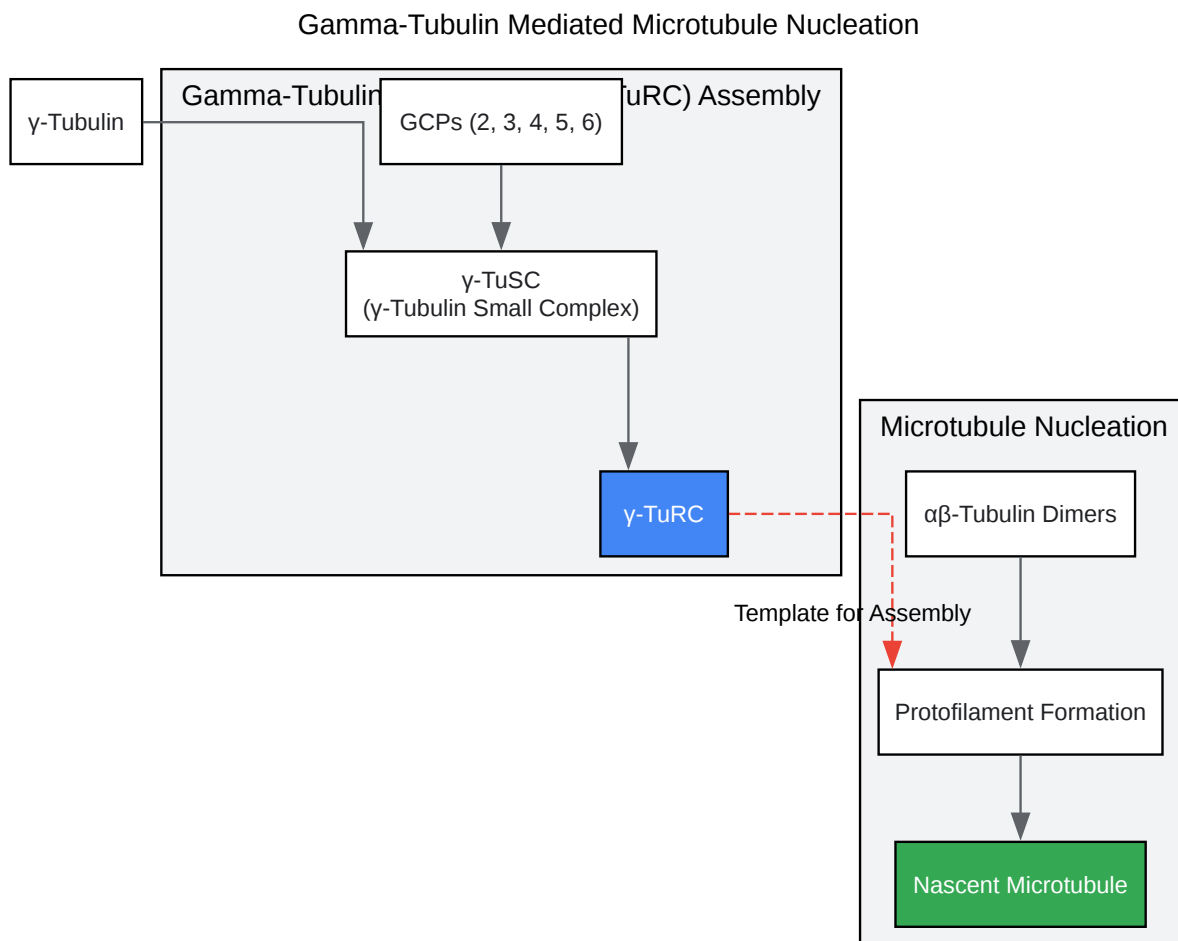 Gamma-Tubulin Mediated Microtubule Nucleation
Gamma-Tubulin TuRC) Assembly
γ-Tubulin
GCPs (2, 3, 4, 5, 6)
γ-TuSC
(γ-Tubulin Small Complex)
γ-TuRC
Microtubule Nucleation
αβ-Tubulin Dimers
Template for Assembly
Protofilament Formation
Nascent Microtubule